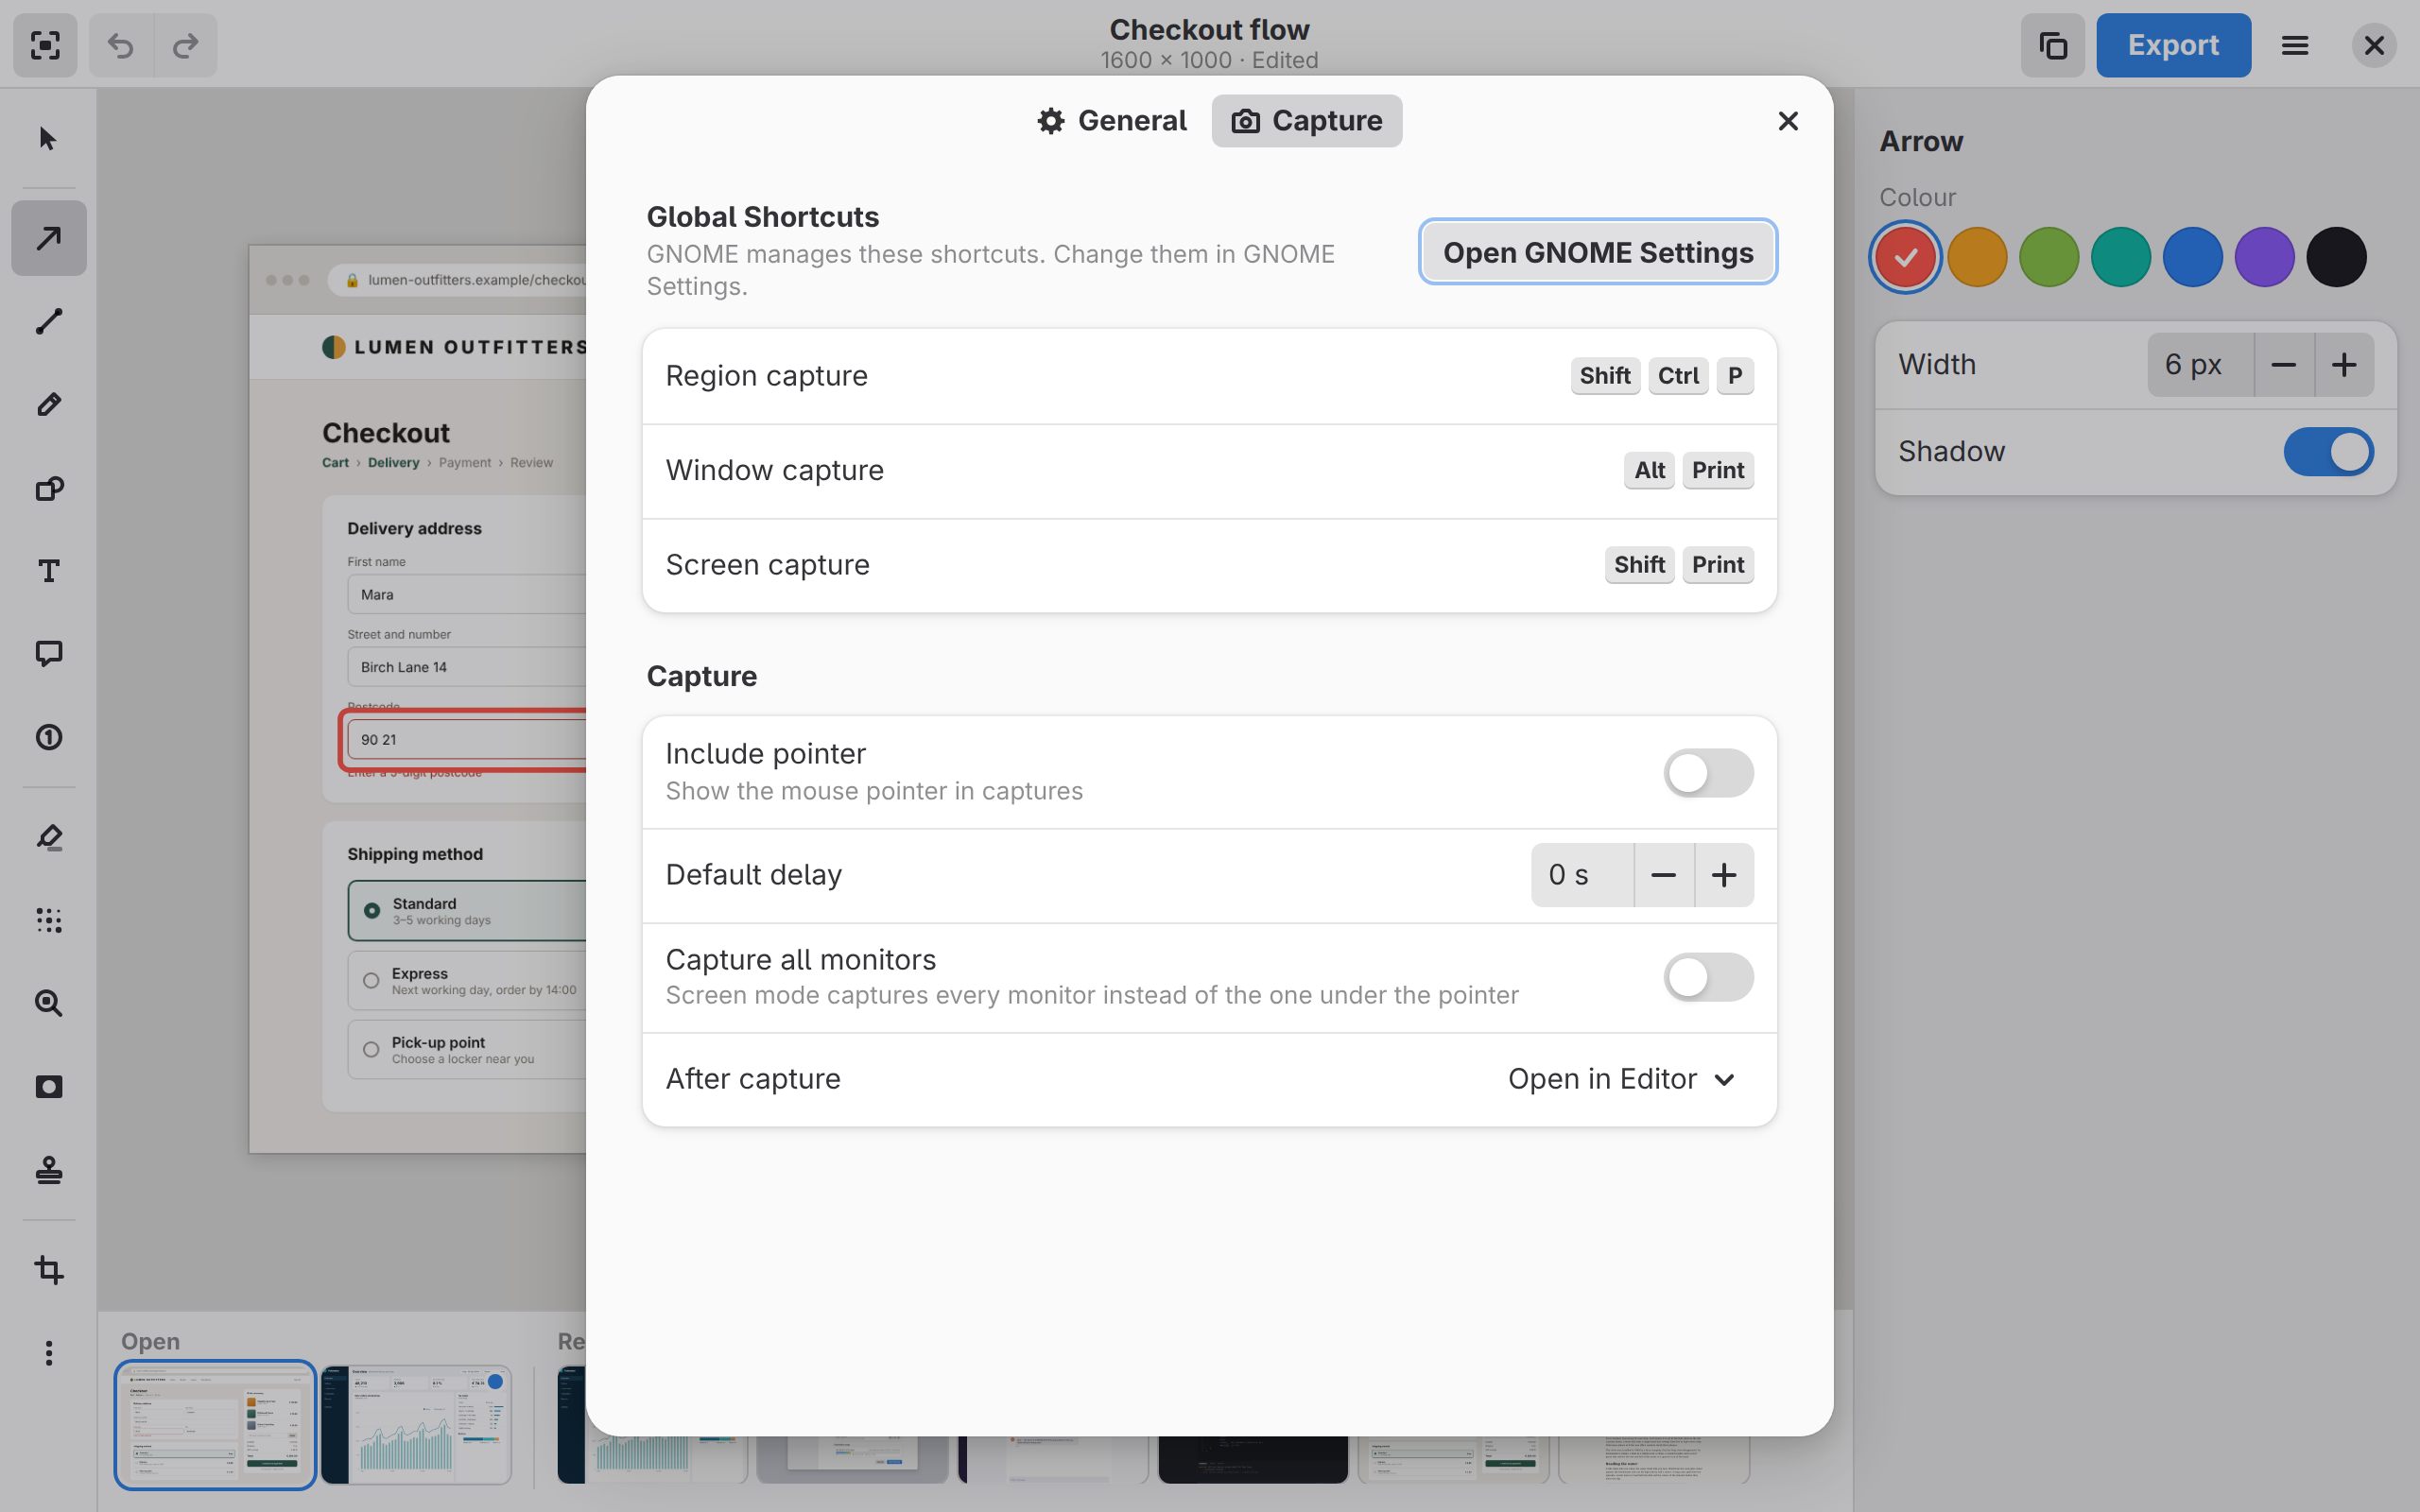 Checkout flow
1600 × 1000 · Edited
Export
General
Capture
Global Shortcuts
GNOME manages these shortcuts. Change them in GNOME
Settings.
Open GNOME Settings
Region capture
Shift Ctrl P
Window capture
Alt Print
Screen capture
Shift Print
Capture
Include pointer
Show the mouse pointer in captures
Default delay
0 s
Capture all monitors
Screen mode captures every monitor instead of the one under the pointer
After capture
Open in Editor
Arrow
Colour
Width
6 px
Shadow
lumen-outfitters.example/checkou
LUMEN OUTFITTERS
Checkout
Cart › Delivery › Payment › Review
Delivery address
First name
Mara
Street and number
Birch Lane 14
Postcode
90 21
Enter a 5-digit postcode
Shipping method
Standard
3–5 working days
Express
Next working day, order by 14:00
Pick-up point
Choose a locker near you
Open
Re